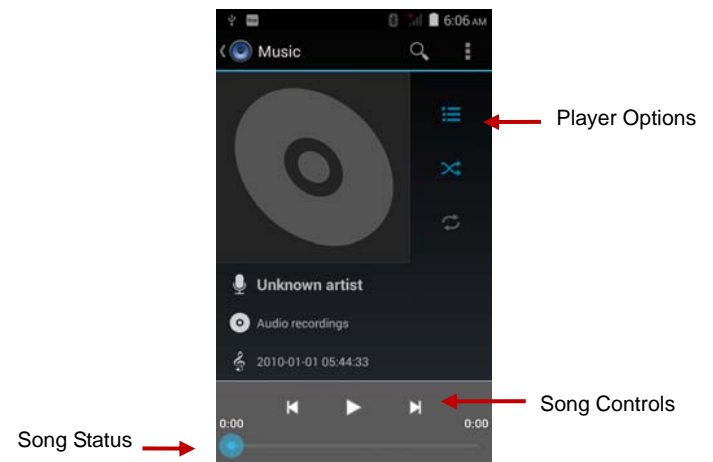 6:06 AM
Music
Player Options
Unknown artist
Audio recordings
2010-01-01 05:44:33
Song Controls
0:00
0:00
Song Status